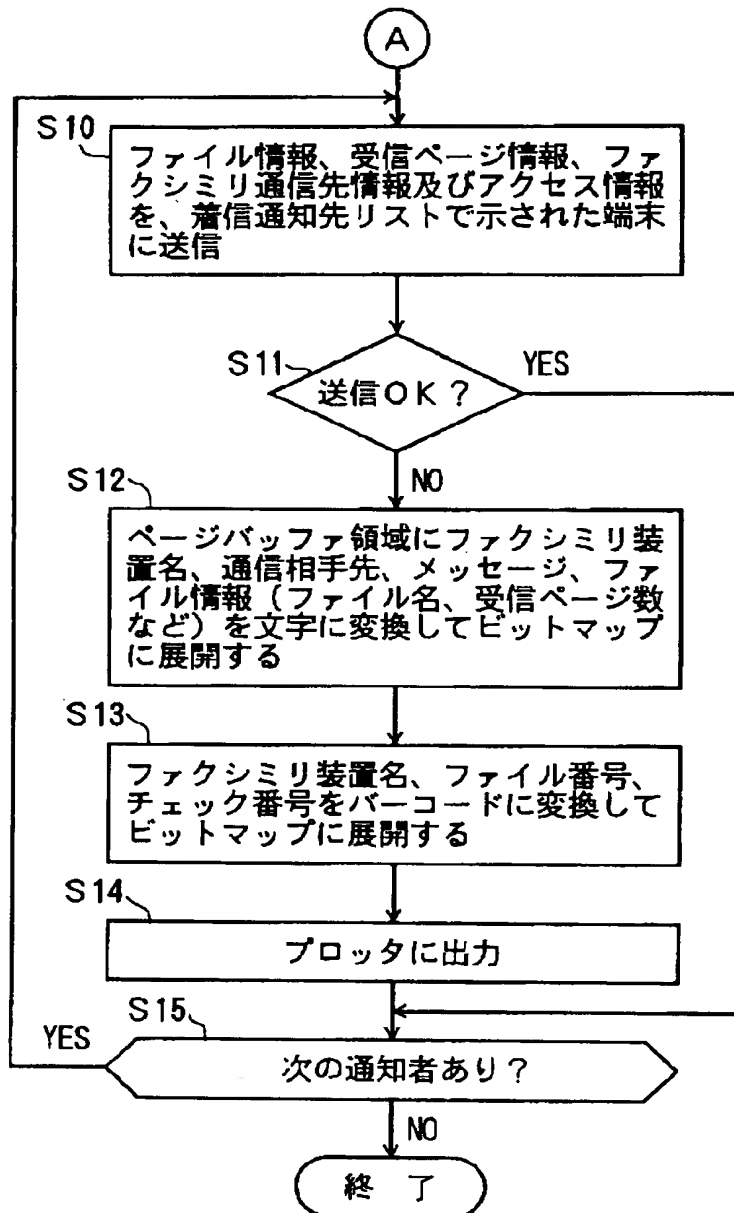 A
S10
ファイル情報、受信ページ情報、ファ
クシミリ通信先情報及びアクセス情報
を、着信通知先リストで示された端末
に送信
S11
送信OK?
YES
NO
S12
ページバッファ領域にファクシミリ装
置名、通信相手先、メッセージ、ファ
イル情報（ファイル名、受信ページ数
など）を文字に変換してビットマップ
に展開する
S13
ファクシミリ装置名、ファイル番号、
チェック番号をバーコードに変換して
ビットマップに展開する
S14
プロッタに出力
S15
YES
次の通知者あり?
NO
終 了